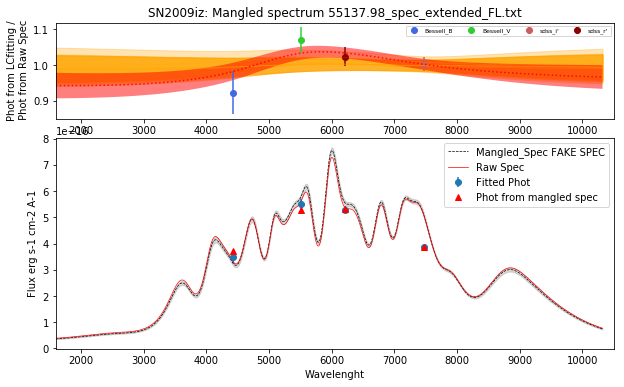 SN2009iz: Mangled spectrum 55137.98_spec_extended_FL.txt
Phot from LCfitting /
Phot from Raw Spec
1.1
1.0
0.9
Bessell_B
Bessell_V
sdss_i'
sdss_r'
2000 3000 4000 5000 6000 7000 8000 9000 10000
1e−16
Flux erg s-1 cm-2 A-1
8
7
6
5
4
3
2
1
0
Mangled_Spec FAKE SPEC
Raw Spec
Fitted Phot
Phot from mangled spec
2000 3000 4000 5000 6000 7000 8000 9000 10000
Wavelenght